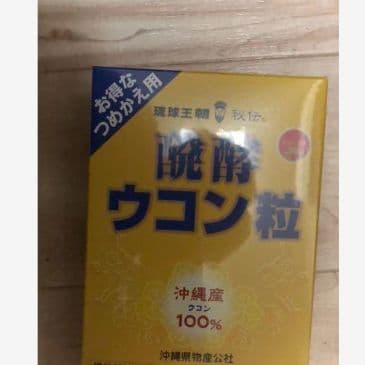 お得な
つめかえ用
琉球王朝 秘伝
醗酵
ウコン粒
沖縄産
ウコン
100%
沖縄県物産公社